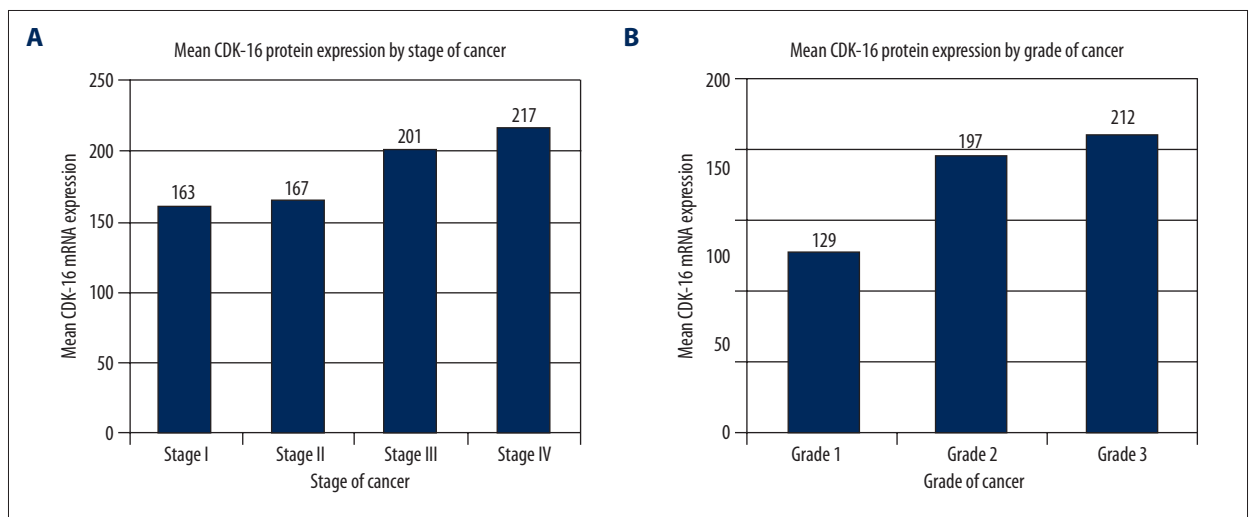 A
Mean CDK-16 protein expression by stage of cancer
Mean CDK-16 mRNA expression
250
200
150
100
50
0
163
167
201
217
Stage I
Stage II
Stage III
Stage IV
Stage of cancer
B
Mean CDK-16 protein expression by grade of cancer
Mean CDK-16 mRNA expression
200
150
100
50
0
129
197
212
Grade 1
Grade 2
Grade 3
Grade of cancer